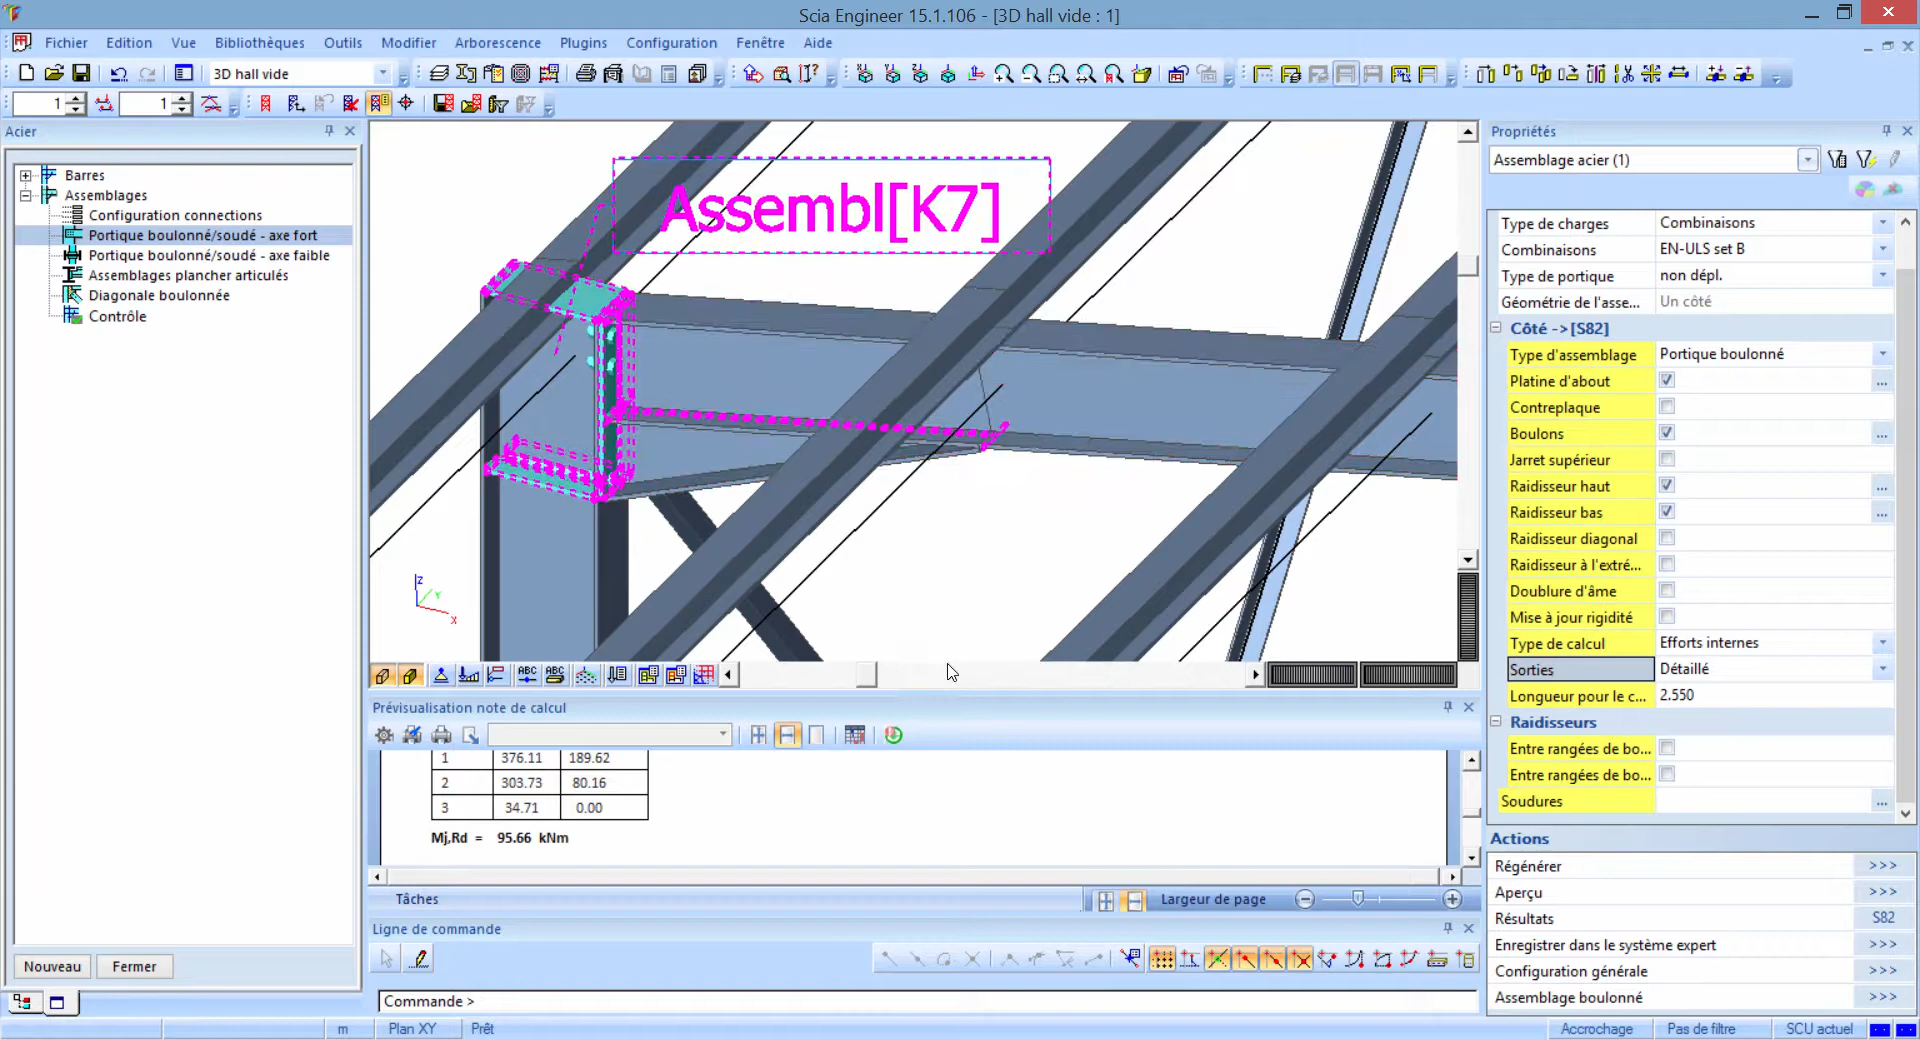 Scia Engineer 15.1.106 - [3D hall vide : 1]
Fichier Edition Vue Bibliothèques Outils Modifier Arborescence Plugins Configuration Fenêtre Aide
3D hall vide
1 1
Acier
Barres
Assemblages
Configuration connections
Portique boulonné/soudé - axe fort
Portique boulonné/soudé - axe faible
Assemblages plancher articulés
Diagonale boulonnée
Contrôle
Nouveau Fermer
Assembl[K7]
Z
Y
X
ABC ABC
Prévisualisation note de calcul
1 376.11 189.62
2 303.73 80.16
3 34.71 0.00
Mj,Rd = 95.66 kNm
Tâches
Largeur de page
Ligne de commande
Commande >
Propriétés
Assemblage acier (1)
Type de charges Combinaisons
Combinaisons EN-ULS set B
Type de portique non dépl.
Géométrie de l'asse... Un côté
Côté ->[S82]
Type d'assemblage Portique boulonné
Platine d'about ...
Contreplaque
Boulons ...
Jarret supérieur
Raidisseur haut ...
Raidisseur bas ...
Raidisseur diagonal
Raidisseur à l'extré...
Doublure d'âme
Mise à jour rigidité
Type de calcul Efforts internes
Sorties Détaillé
Longueur pour le c... 2.550
Raidisseurs
Entre rangées de bo...
Entre rangées de bo...
Soudures ...
Actions
Régénérer >>>
Aperçu >>>
Résultats S82
Enregistrer dans le système expert >>>
Configuration générale >>>
Assemblage boulonné >>>
m Plan XY Prêt
Accrochage Pas de filtre SCU actuel